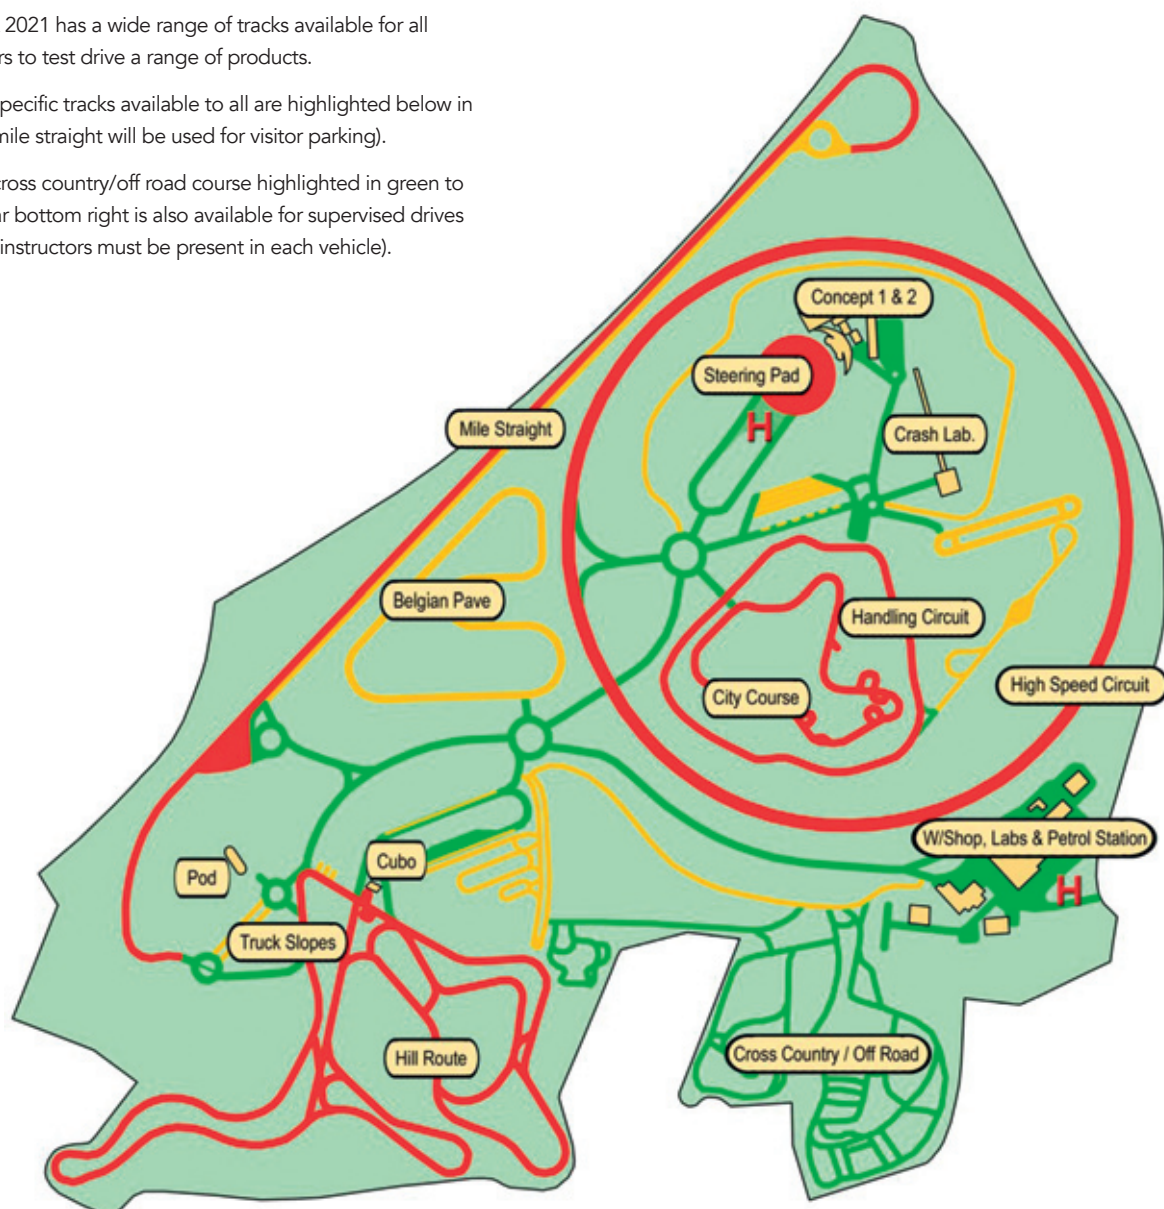 2021 has a wide range of tracks available for all
rs to test drive a range of products.
pecific tracks available to all are highlighted below in
mile straight will be used for visitor parking).
cross country/off road course highlighted in green to
ar bottom right is also available for supervised drives
instructors must be present in each vehicle).
Concept 1 & 2
Steering Pad
H
Mile Straight
Crash Lab.
Belgian Pave
Handling Circuit
City Course
High Speed Circuit
W/Shop, Labs & Petrol Station
Cubo
Pod
H
Truck Slopes
Hill Route
Cross Country / Off Road